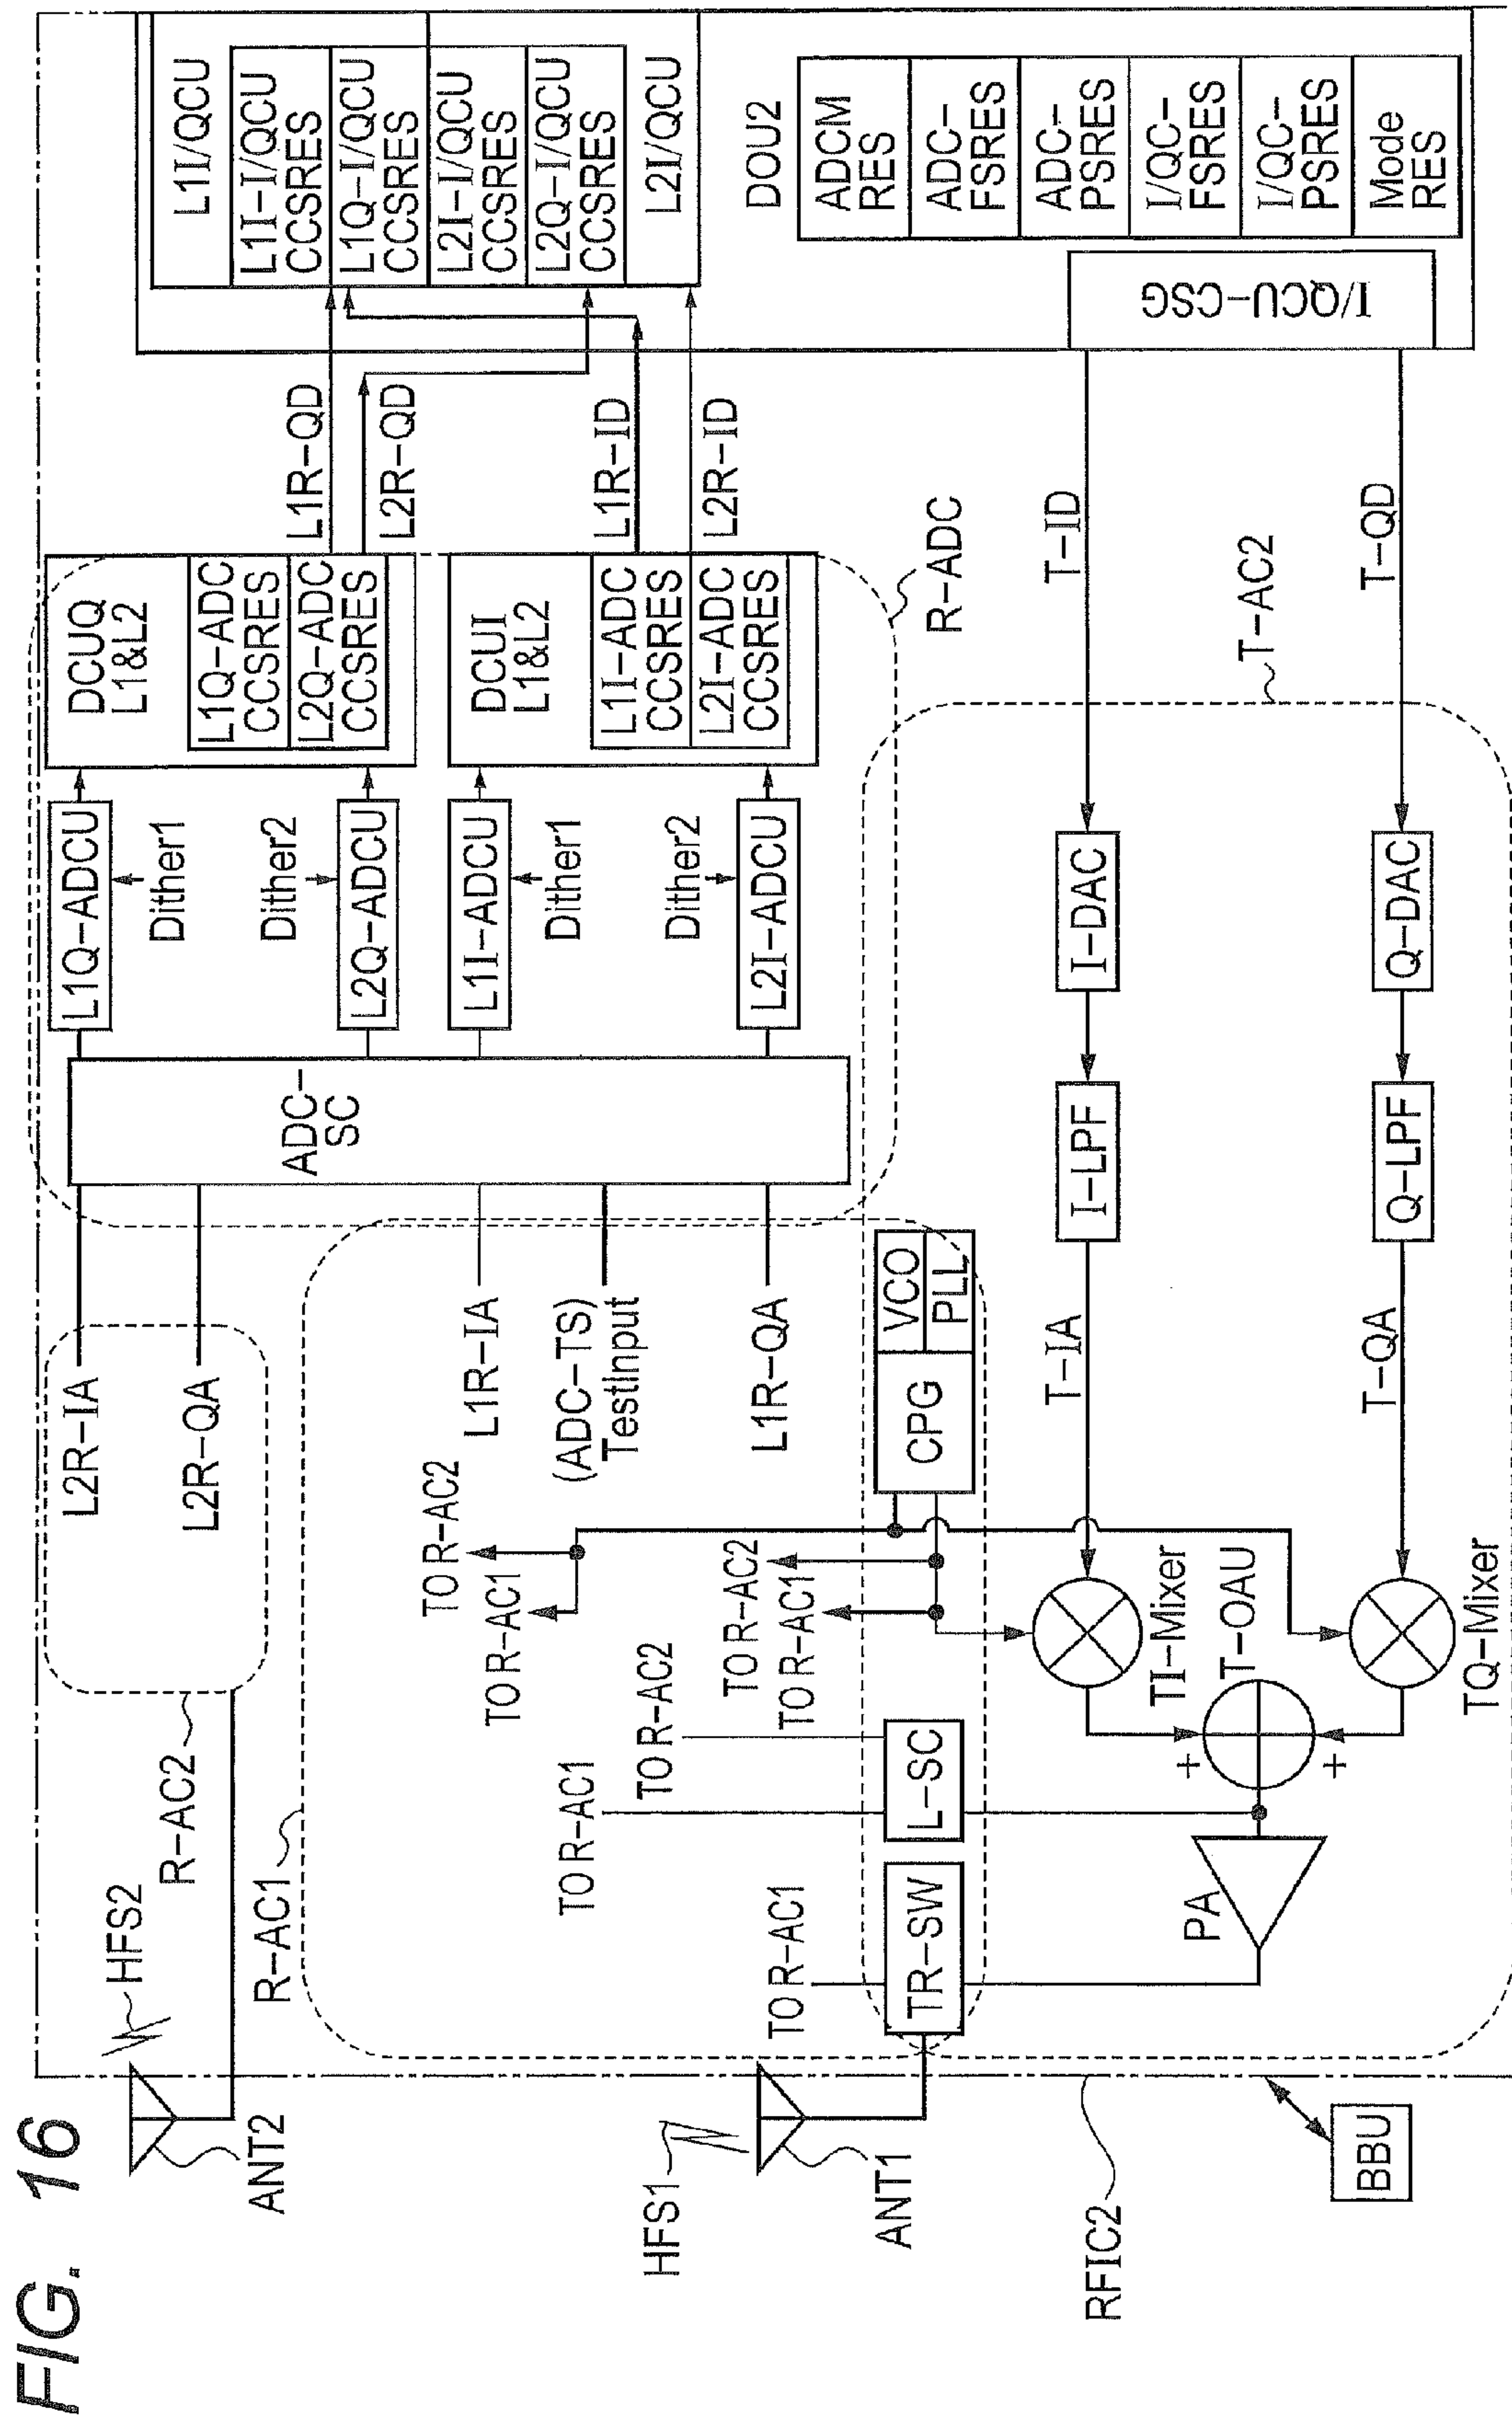 FIG. 16
HFS2
ANT2
R-AC2
R-AC1
L2R-IA
L2R-QA
ADC-
SC
L1Q-ADCU
Dither1
Dither2
L2Q-ADCU
L1I-ADCU
Dither1
Dither2
L2I-ADCU
DCUQ
L1&L2
L1Q-ADC
CCSRES
L2Q-ADC
CCSRES
DCUI
L1&L2
L1I-ADC
CCSRES
L2I-ADC
CCSRES
L1R-QD
L2R-QD
L1R-ID
L2R-ID
R-ADC
L1I/QCU
L1I-I/QCU
CCSRES
L1Q-I/QCU
CCSRES
L2I-I/QCU
CCSRES
L2Q-I/QCU
CCSRES
L2I/QCU
DOU2
ADCM
RES
ADC-
FSRES
ADC-
PSRES
I/QC-
FSRES
I/QC-
PSRES
Mode
RES
I/QCU-CSG
L1R-IA
(ADC-TS)
TestInput
L1R-QA
TO R-AC2
TO R-AC1
TO R-AC2
TO R-AC1
TO R-AC2
TO R-AC1
TO R-AC1
HFS1
ANT1
TR-SW
L-SC
CPG
VCO
PLL
T-ID
T-QD
T-AC2
I-DAC
Q-DAC
I-LPF
Q-LPF
T-IA
T-QA
TI-Mixer
T-OAU
TQ-Mixer
+
+
PA
RFIC2
BBU